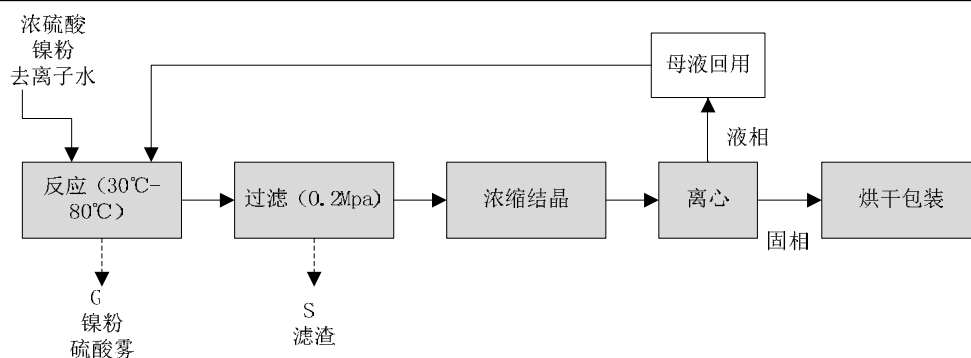 浓硫酸
镍粉
去离子水
母液回用
液相
反应（30℃-
80℃）
过滤（0.2Mpa）
浓缩结晶
离心
烘干包装
固相
G
镍粉
硫酸雾
S
滤渣